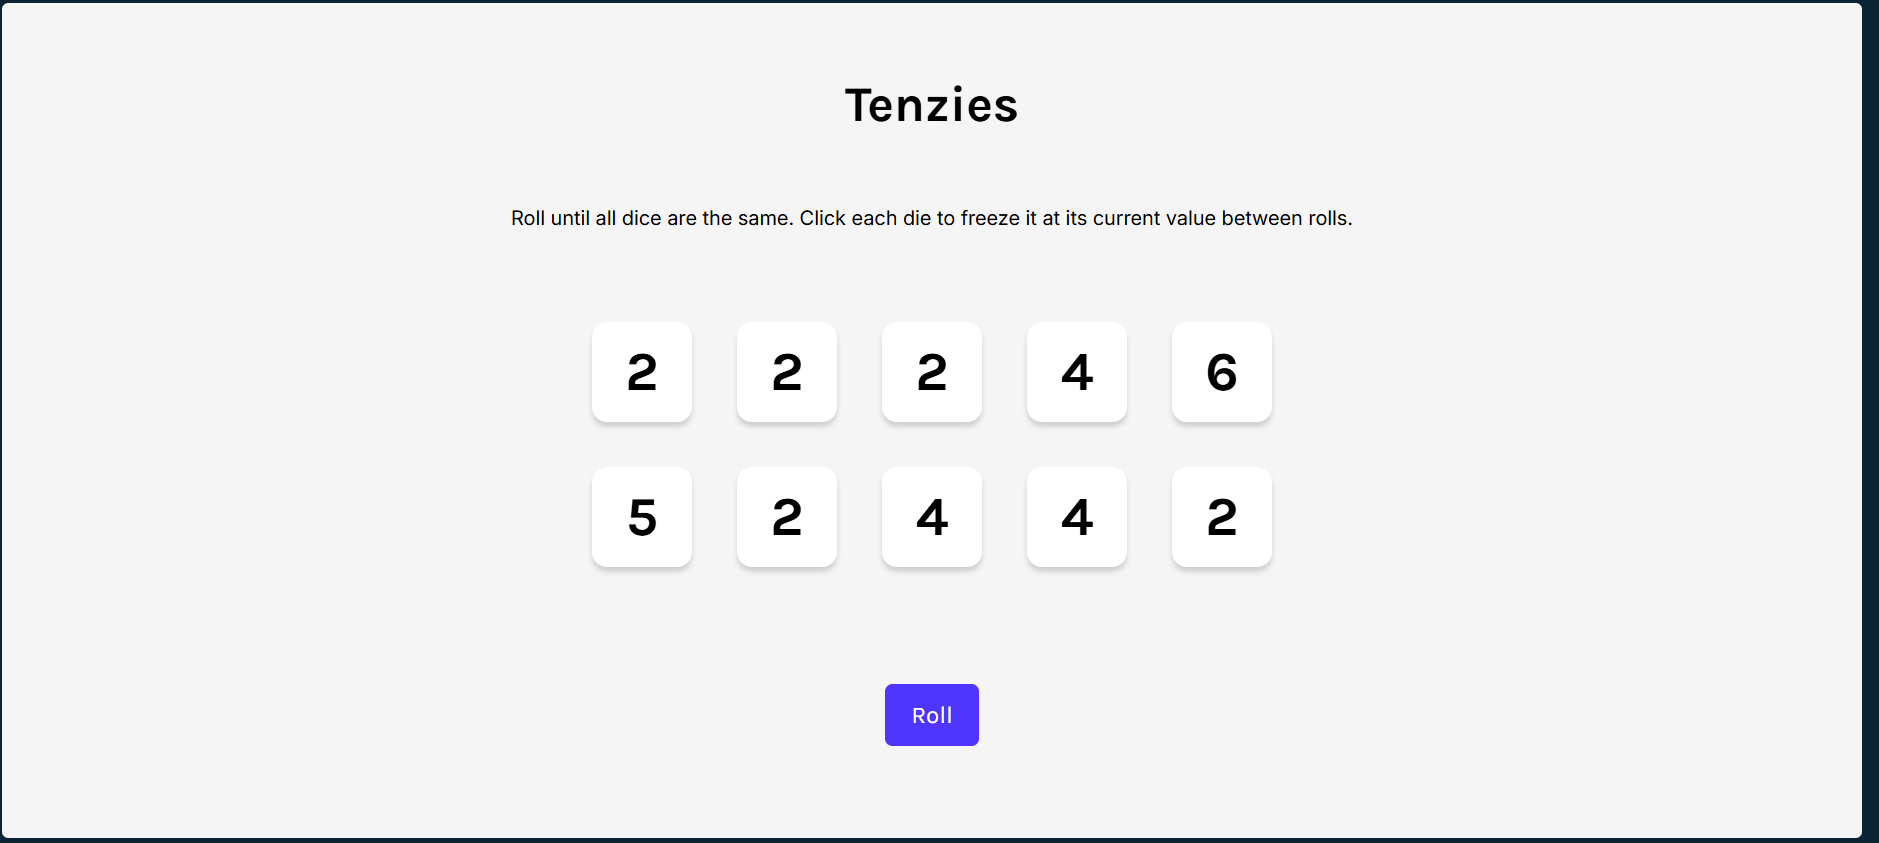 Tenzies
Roll until all dice are the same. Click each die to freeze it at its current value between rolls.
2 2 2 4 6
5 2 4 4 2
Roll